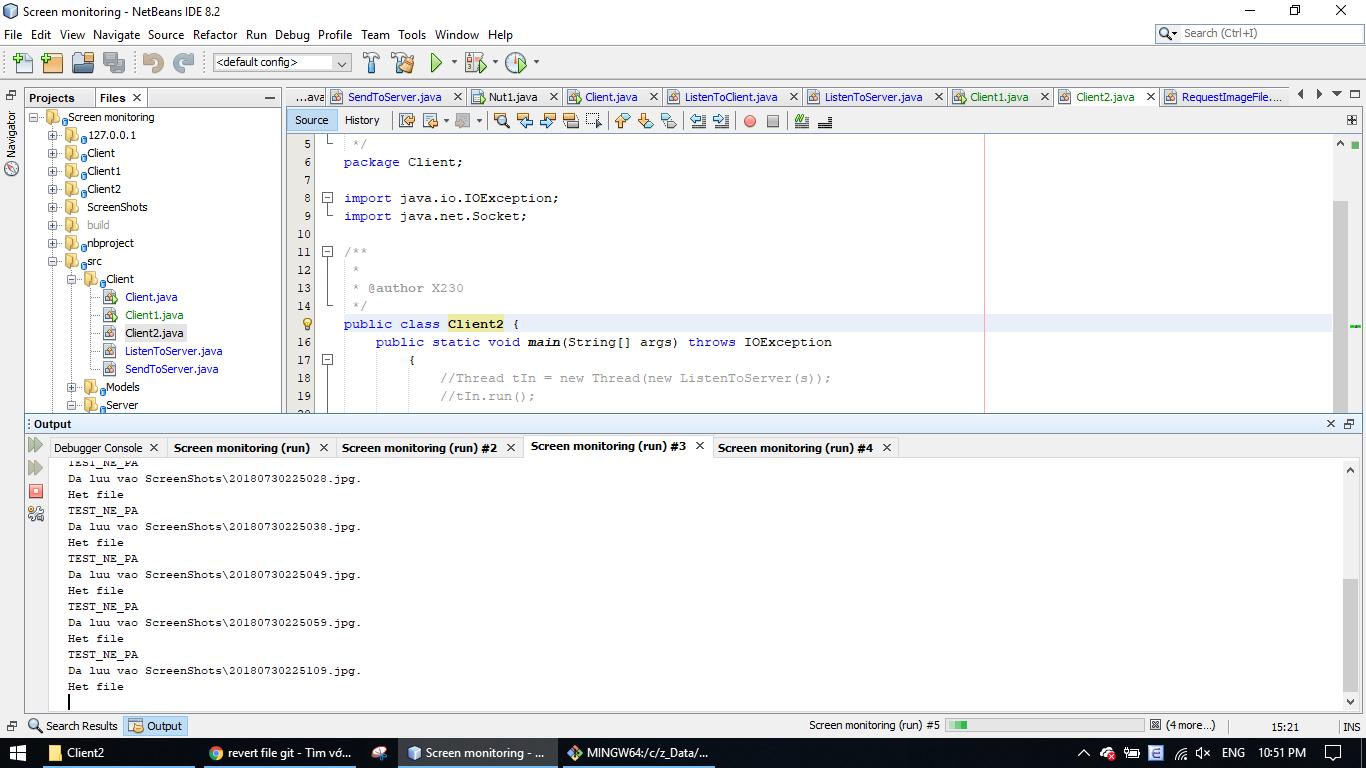 Screen monitoring - NetBeans IDE 8.2
File Edit View Navigate Source Refactor Run Debug Profile Team Tools Window Help
Search (Ctrl+I)
<default config>
Projects Files
...ava SendToServer.java Nut1.java Client.java ListenToClient.java ListenToServer.java Client1.java Client2.java RequestImageFile....
Navigator
Source History
Screen monitoring
127.0.0.1
Client
Client1
Client2
ScreenShots
build
nbproject
src
Client
Client.java
Client1.java
Client2.java
ListenToServer.java
SendToServer.java
Models
Server
5 */
6 package Client;
7
8 import java.io.IOException;
9 import java.net.Socket;
10
11 /**
12 *
13 * @author X230
14 */
public class Client2 {
16 public static void main(String[] args) throws IOException
17 {
18 //Thread tIn = new Thread(new ListenToServer(s));
19 //tIn.run();
20
Output
Debugger Console Screen monitoring (run) Screen monitoring (run) #2 Screen monitoring (run) #3 Screen monitoring (run) #4
TEST_NE_PA
Da luu vao ScreenShots\20180730225028.jpg.
Het file
TEST_NE_PA
Da luu vao ScreenShots\20180730225038.jpg.
Het file
TEST_NE_PA
Da luu vao ScreenShots\20180730225049.jpg.
Het file
TEST_NE_PA
Da luu vao ScreenShots\20180730225059.jpg.
Het file
TEST_NE_PA
Da luu vao ScreenShots\20180730225109.jpg.
Het file
Search Results Output
Screen monitoring (run) #5 (4 more...) 15:21 INS
Client2 revert file git - Tìm vớ... Screen monitoring - ... MINGW64:/c/z_Data/... ENG 10:51 PM